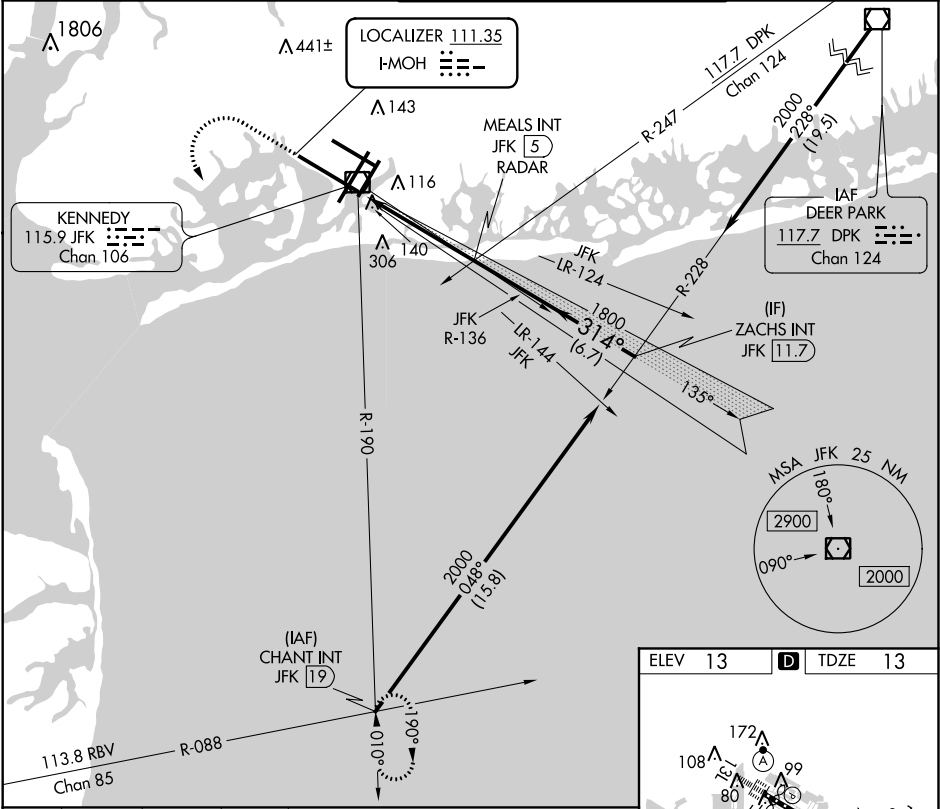 1806
441±
LOCALIZER 111.35
I-MOH
143
116
140
306
117.7 DPK
Chan 124
R-247
MEALS INT
JFK 5
RADAR
2000
228°
(19.5)
IAF
DEER PARK
117.7 DPK
Chan 124
KENNEDY
115.9 JFK
Chan 106
JFK
LR-124
R-228
(IF)
ZACHS INT
JFK 11.7
JFK
R-136
LR-144
JFK
1800
314°
(6.7)
135°
R-190
MSA JFK 25 NM
180°
2900
090°
2000
2000
048°
(15.8)
(IAF)
CHANT INT
JFK 19
190°
010°
113.8 RBV
Chan 85
R-088
ELEV 13 D TDZE 13
172
A
108
13L
99
80
P